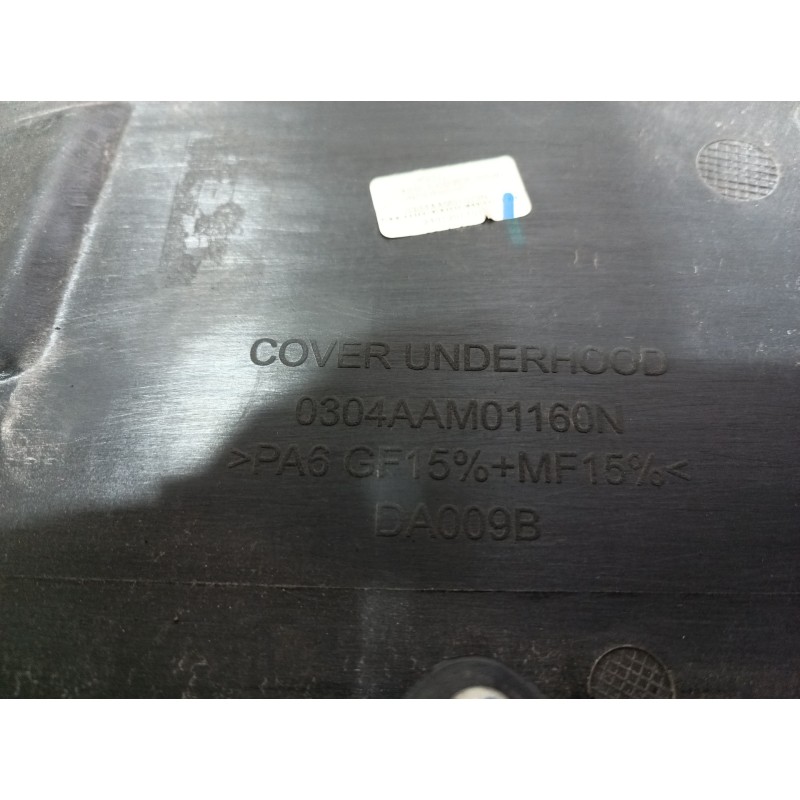 COVER UNDERHOOD
0304AAM01160N
>PA6 GF15%+MF15%<
DA009B